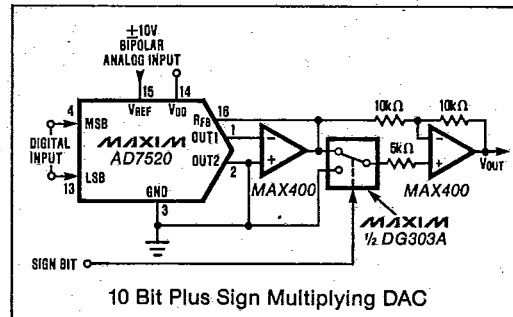 ±10V
BIPOLAR
ANALOG INPUT
15 14
VREF VDD
4 MSB
DIGITAL
INPUT
13 LSB
MAXIM
AD7520
RFB 16
OUT1 1
OUT2 2
GND
3
MAX400
10kΩ 10kΩ
5kΩ
VOUT
MAX400
MAXIM
½ DG303A
SIGN BIT
10 Bit Plus Sign Multiplying DAC